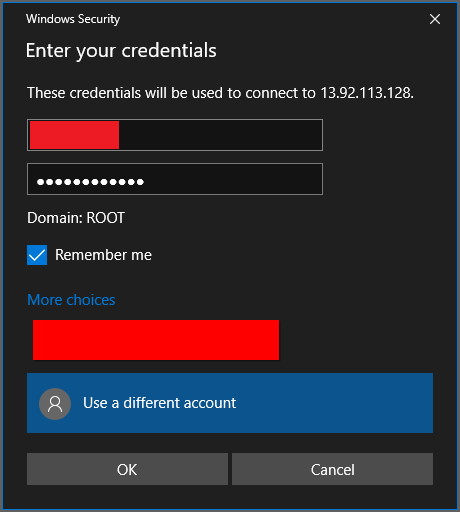 Windows Security
Enter your credentials
These credentials will be used to connect to 13.92.113.128.
••••••••••••
Domain: ROOT
Remember me
More choices
Use a different account
OK
Cancel